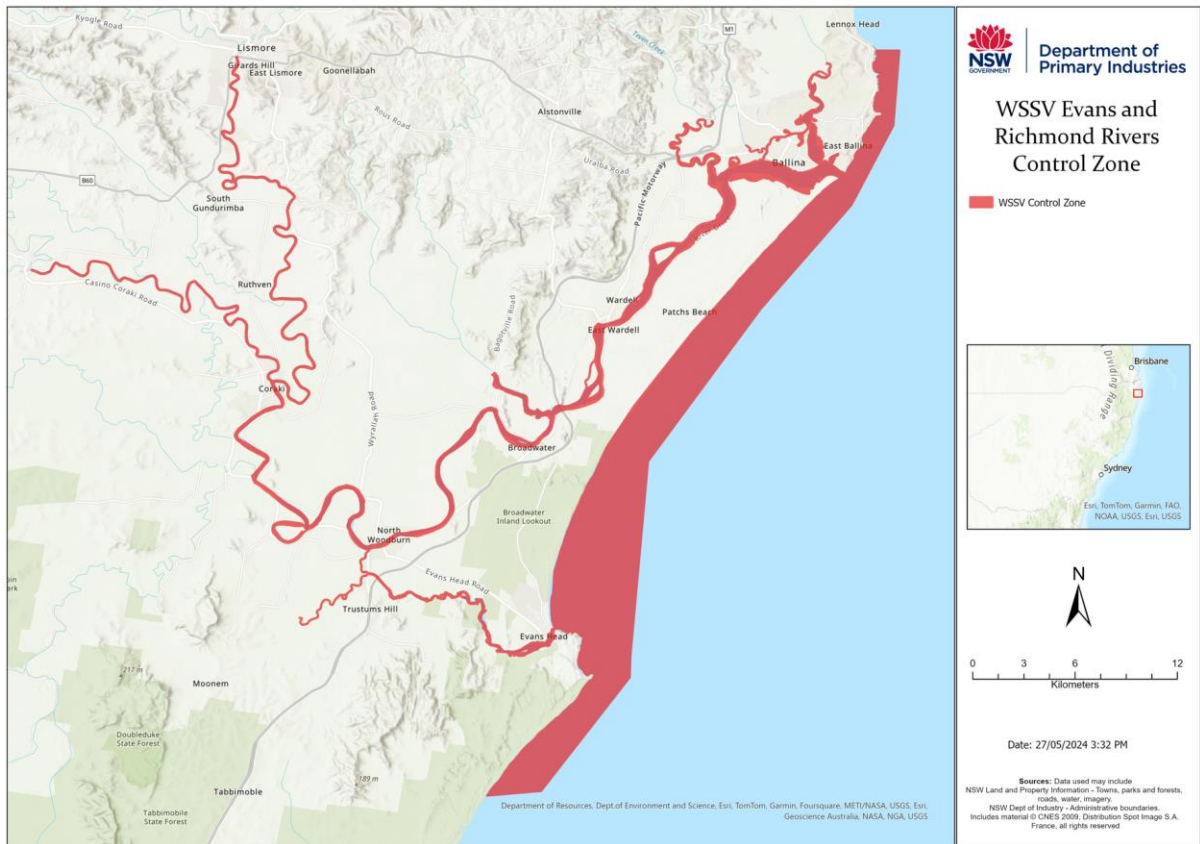 Kyogle Road
Lismore
Girards Hill
East Lismore
Goonellabah
Rous Road
Alstonville
Uralba Road
Twin Creek
M1
Lennox Head
East Ballina
Ballina
Pacific Motorway
B60
South
Gundurimba
Casino Coraki Road
Ruthven
Coraki
Wyrallah Road
Bagotville Road
Wardell
East Wardell
Patchs Beach
Broadwater
Broadwater
Inland Lookout
North
Woodburn
Evans Head Road
Trustums Hill
Evans Head
217 m
Moonem
Doubleduke
State Forest
Tabbimoble
Tabbimoble
State Forest
189 m
Department of Resources, Dept.of Environment and Science, Esri, TomTom, Garmin, Foursquare, METI/NASA, USGS, Esri,
Geoscience Australia, NASA, NGA, USGS
NSW
GOVERNMENT
Department of
Primary Industries
WSSV Evans and
Richmond Rivers
Control Zone
WSSV Control Zone
Brisbane
Dividing Range
Sydney
Esri, TomTom, Garmin, FAO,
NOAA, USGS, Esri, USGS
N
0 3 6 12
Kilometers
Date: 27/05/2024 3:32 PM
Sources: Data used may include
NSW Land and Property Information - Towns, parks and forests,
roads, water, imagery.
NSW Dept of Industry - Administrative boundaries.
Includes material © CNES 2009, Distribution Spot Image S.A.
France, all rights reserved